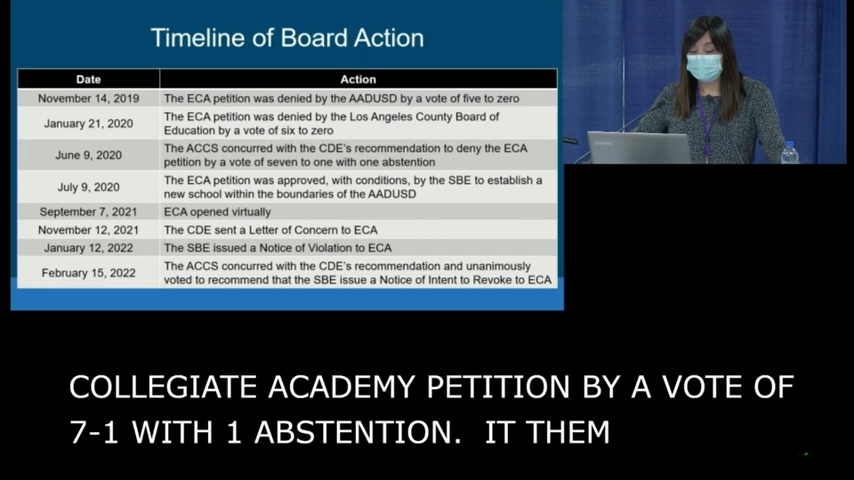 Timeline of Board Action
Date Action
November 14, 2019 The ECA petition was denied by the AADUSD by a vote of five to zero
January 21, 2020 The ECA petition was denied by the Los Angeles County Board of
Education by a vote of six to zero
June 9, 2020 The ACCS concurred with the CDE's recommendation to deny the ECA
petition by a vote of seven to one with one abstention
July 9, 2020 The ECA petition was approved, with conditions, by the SBE to establish a
new school within the boundaries of the AADUSD
September 7, 2021 ECA opened virtually
November 12, 2021 The CDE sent a Letter of Concern to ECA
January 12, 2022 The SBE issued a Notice of Violation to ECA
February 15, 2022 The ACCS concurred with the CDE's recommendation and unanimously
voted to recommend that the SBE issue a Notice of Intent to Revoke to ECA
COLLEGIATE ACADEMY PETITION BY A VOTE OF
7-1 WITH 1 ABSTENTION. IT THEM